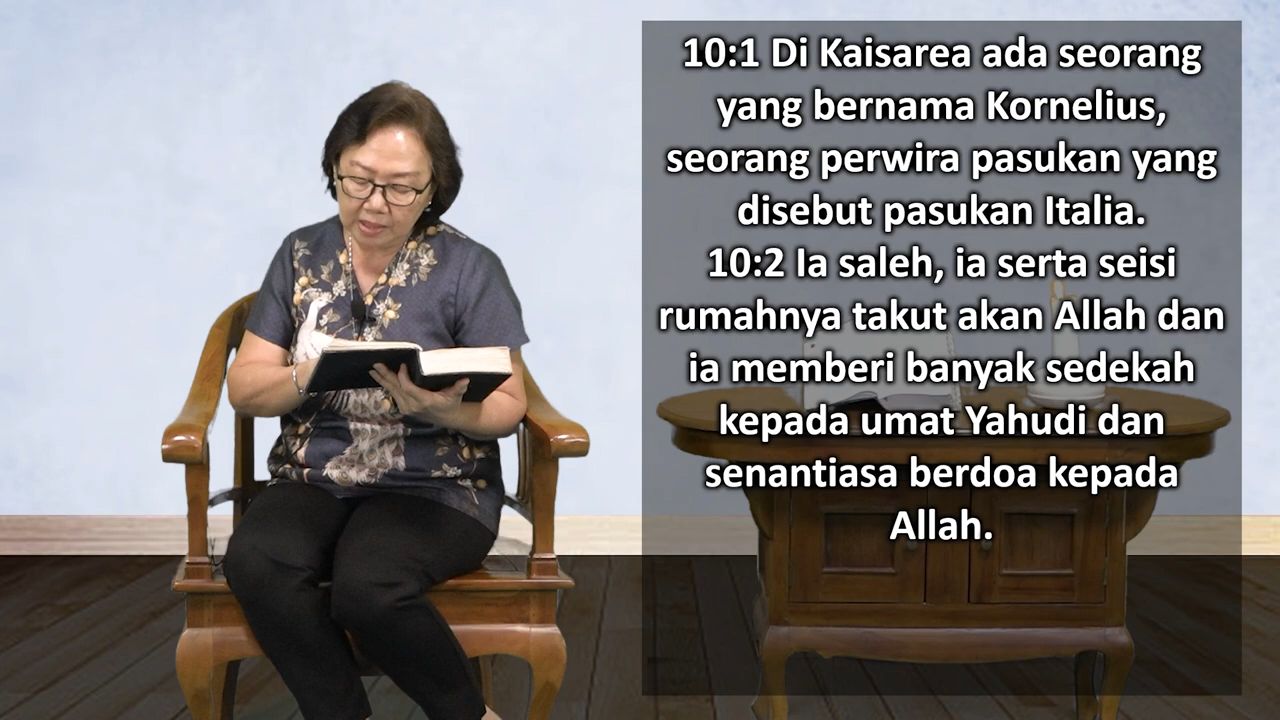 10:1 Di Kaisarea ada seorang
yang bernama Kornelius,
seorang perwira pasukan yang
disebut pasukan Italia.
10:2 Ia saleh, ia serta seisi
rumahnya takut akan Allah dan
ia memberi banyak sedekah
kepada umat Yahudi dan
senantiasa berdoa kepada
Allah.